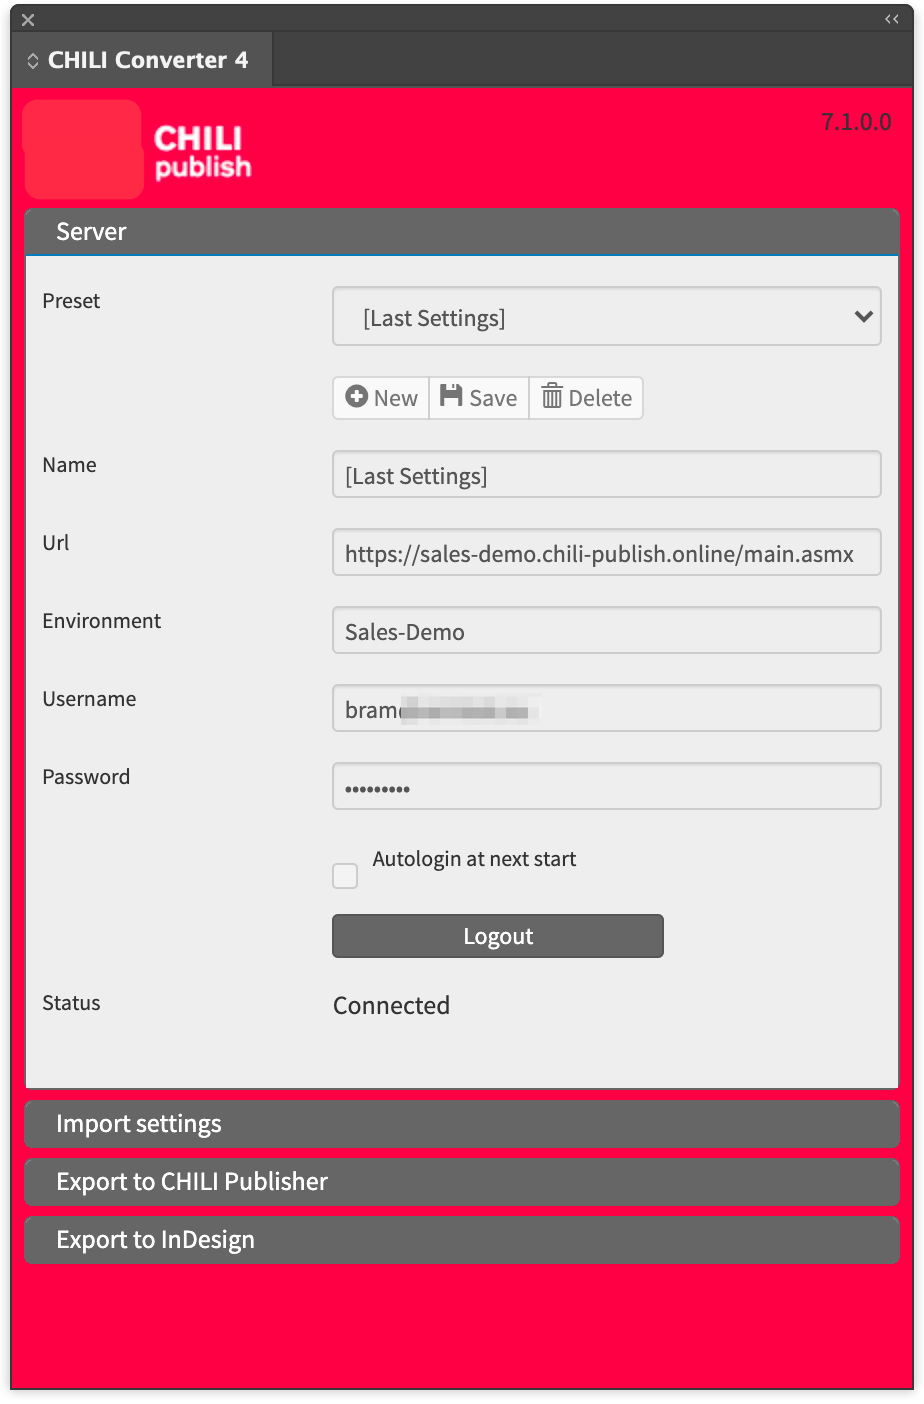 CHILI Converter 4
CHILI
publish
7.1.0.0
Server
Preset
[Last Settings]
New
Save
Delete
Name
[Last Settings]
Url
https://sales-demo.chili-publish.online/main.asmx
Environment
Sales-Demo
Username
Password
•••••••••
Autologin at next start
Logout
Status
Connected
Import settings
Export to CHILI Publisher
Export to InDesign